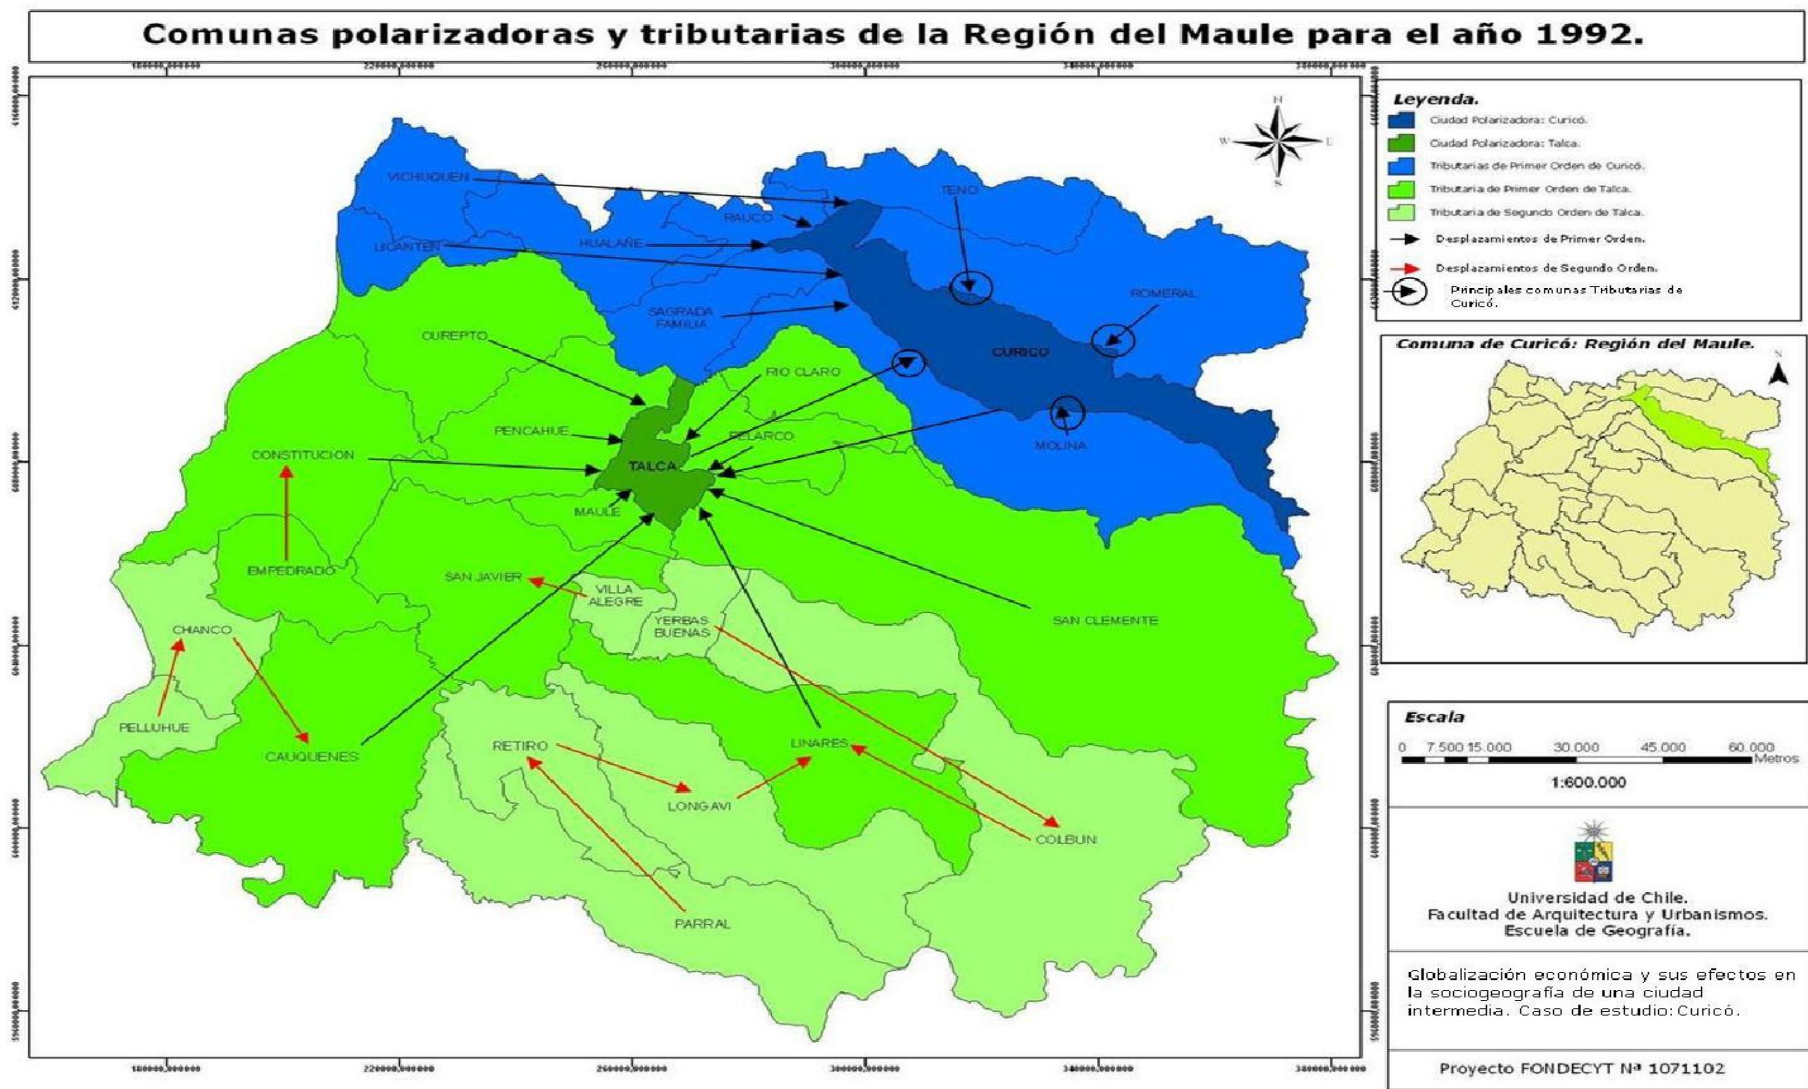 Comunas polarizadoras y tributarias de la Región del Maule para el año 1992.
N
W
E
S
VICHUQUEN
RAUCO
TENO
LICANTEN
HUALAÑE
SAGRADA
FAMILIA
ROMERAL
CUREPTO
RIO CLARO
CURICO
PENCAHUE
PELARCO
MOLINA
CONSTITUCION
TALCA
MAULE
EMPEDRADO
SAN JAVIER
VILLA
ALEGRE
YERBAS
BUENAS
SAN CLEMENTE
CHANCO
PELLUHUE
CAUQUENES
RETIRO
LINARES
LONGAVI
COLBUN
PARRAL
Leyenda.
Ciudad Polarizadora: Curicó.
Ciudad Polarizadora: Talca.
Tributarias de Primer Orden de Curicó.
Tributaria de Primer Orden de Talca.
Tributaria de Segundo Orden de Talca.
Desplazamientos de Primer Orden.
Desplazamientos de Segundo Orden.
Principales comunas Tributarias de
Curicó.
Comuna de Curicó: Región del Maule.
Escala
0 7.500 15.000 30.000 45.000 60.000
Metros
1:600.000
Universidad de Chile.
Facultad de Arquitectura y Urbanismos.
Escuela de Geografía.
Globalización económica y sus efectos en
la sociogeografía de una ciudad
intermedia. Caso de estudio: Curicó.
Proyecto FONDECYT Nª 1071102